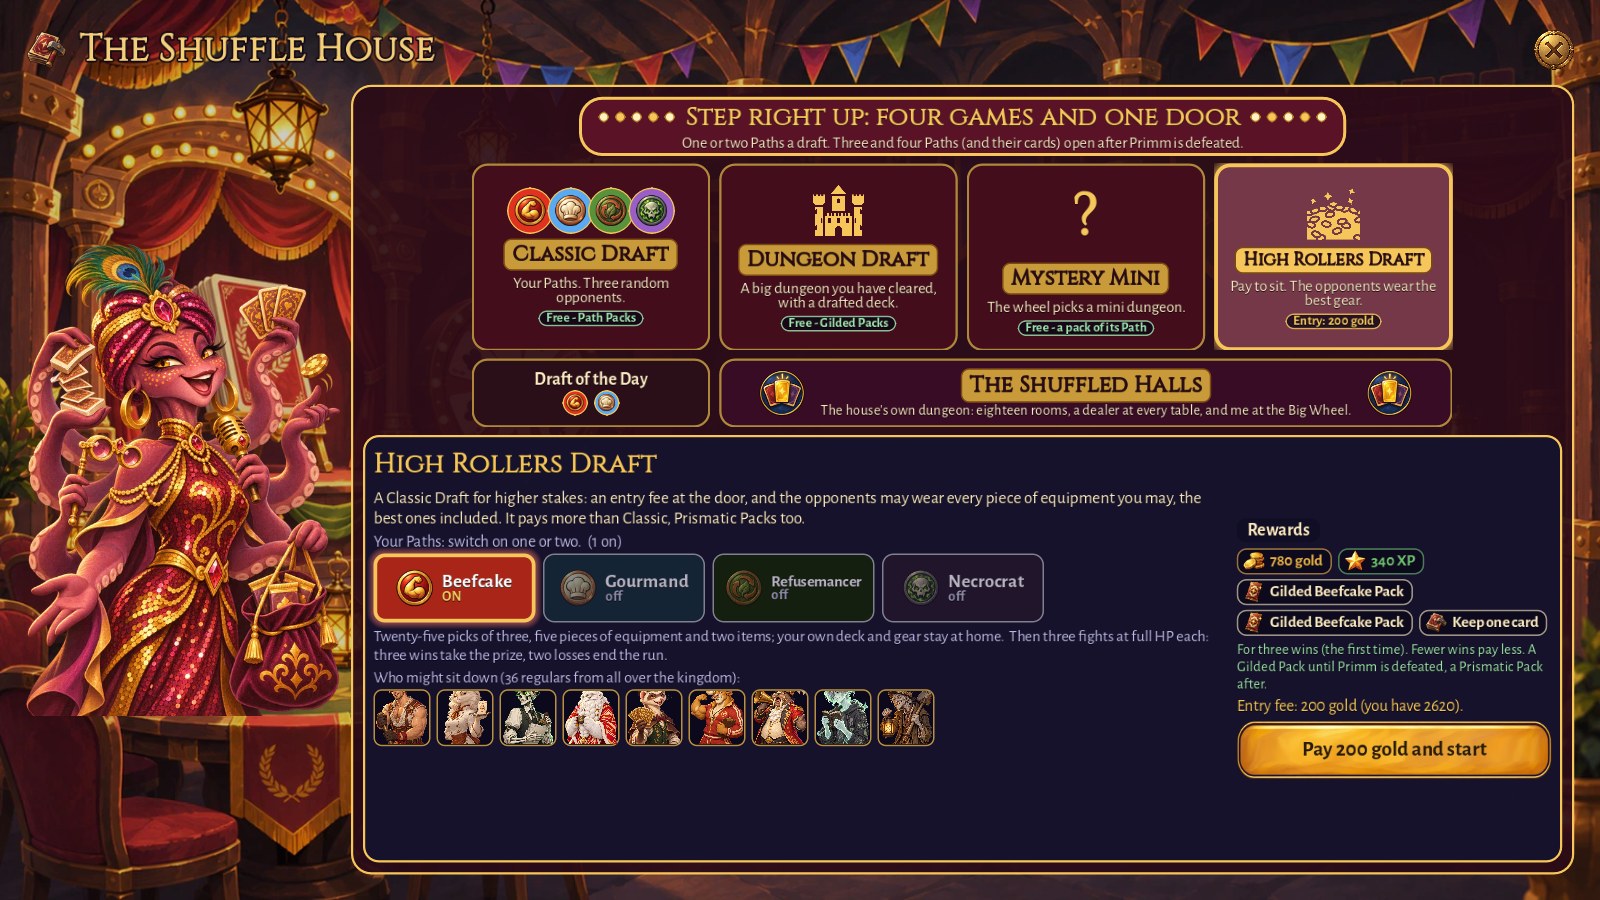 The Shuffle House
Step right up: four games and one door
One or two Paths a draft. Three and four Paths (and their cards) open after Primm is defeated.
Classic Draft
Your Paths. Three random
opponents.
Free - Path Packs
Dungeon Draft
A big dungeon you have cleared,
with a drafted deck.
Free - Gilded Packs
?
Mystery Mini
The wheel picks a mini dungeon.
Free - a pack of its Path
High Rollers Draft
Pay to sit. The opponents wear the
best gear.
Entry: 200 gold
Draft of the Day
The Shuffled Halls
The house's own dungeon: eighteen rooms, a dealer at every table, and me at the Big Wheel.
High Rollers Draft
A Classic Draft for higher stakes: an entry fee at the door, and the opponents may wear every piece of equipment you may, the
best ones included. It pays more than Classic, Prismatic Packs too.
Your Paths: switch on one or two. (1 on)
Beefcake
ON
Gourmand
off
Refusemancer
off
Necrocrat
off
Twenty-five picks of three, five pieces of equipment and two items; your own deck and gear stay at home. Then three fights at full HP each:
three wins take the prize, two losses end the run.
Who might sit down (36 regulars from all over the kingdom):
Rewards
780 gold
340 XP
Gilded Beefcake Pack
Gilded Beefcake Pack
Keep one card
For three wins (the first time). Fewer wins pay less. A
Gilded Pack until Primm is defeated, a Prismatic Pack
after.
Entry fee: 200 gold (you have 2620).
Pay 200 gold and start